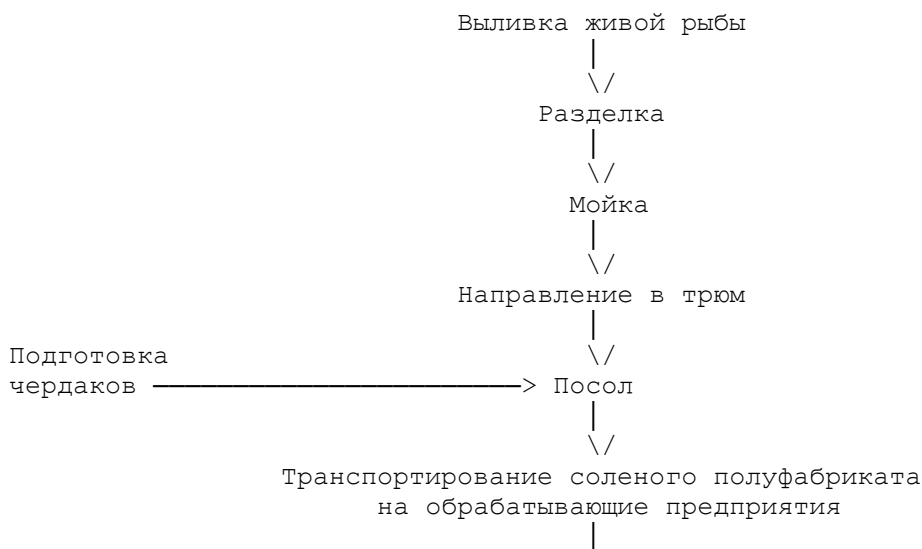 Выливка живой рыбы
Разделка
Мойка
Направление в трюм
Подготовка
чердаков ————————————> Посол
Транспортирование соленого полуфабриката
на обрабатывающие предприятия